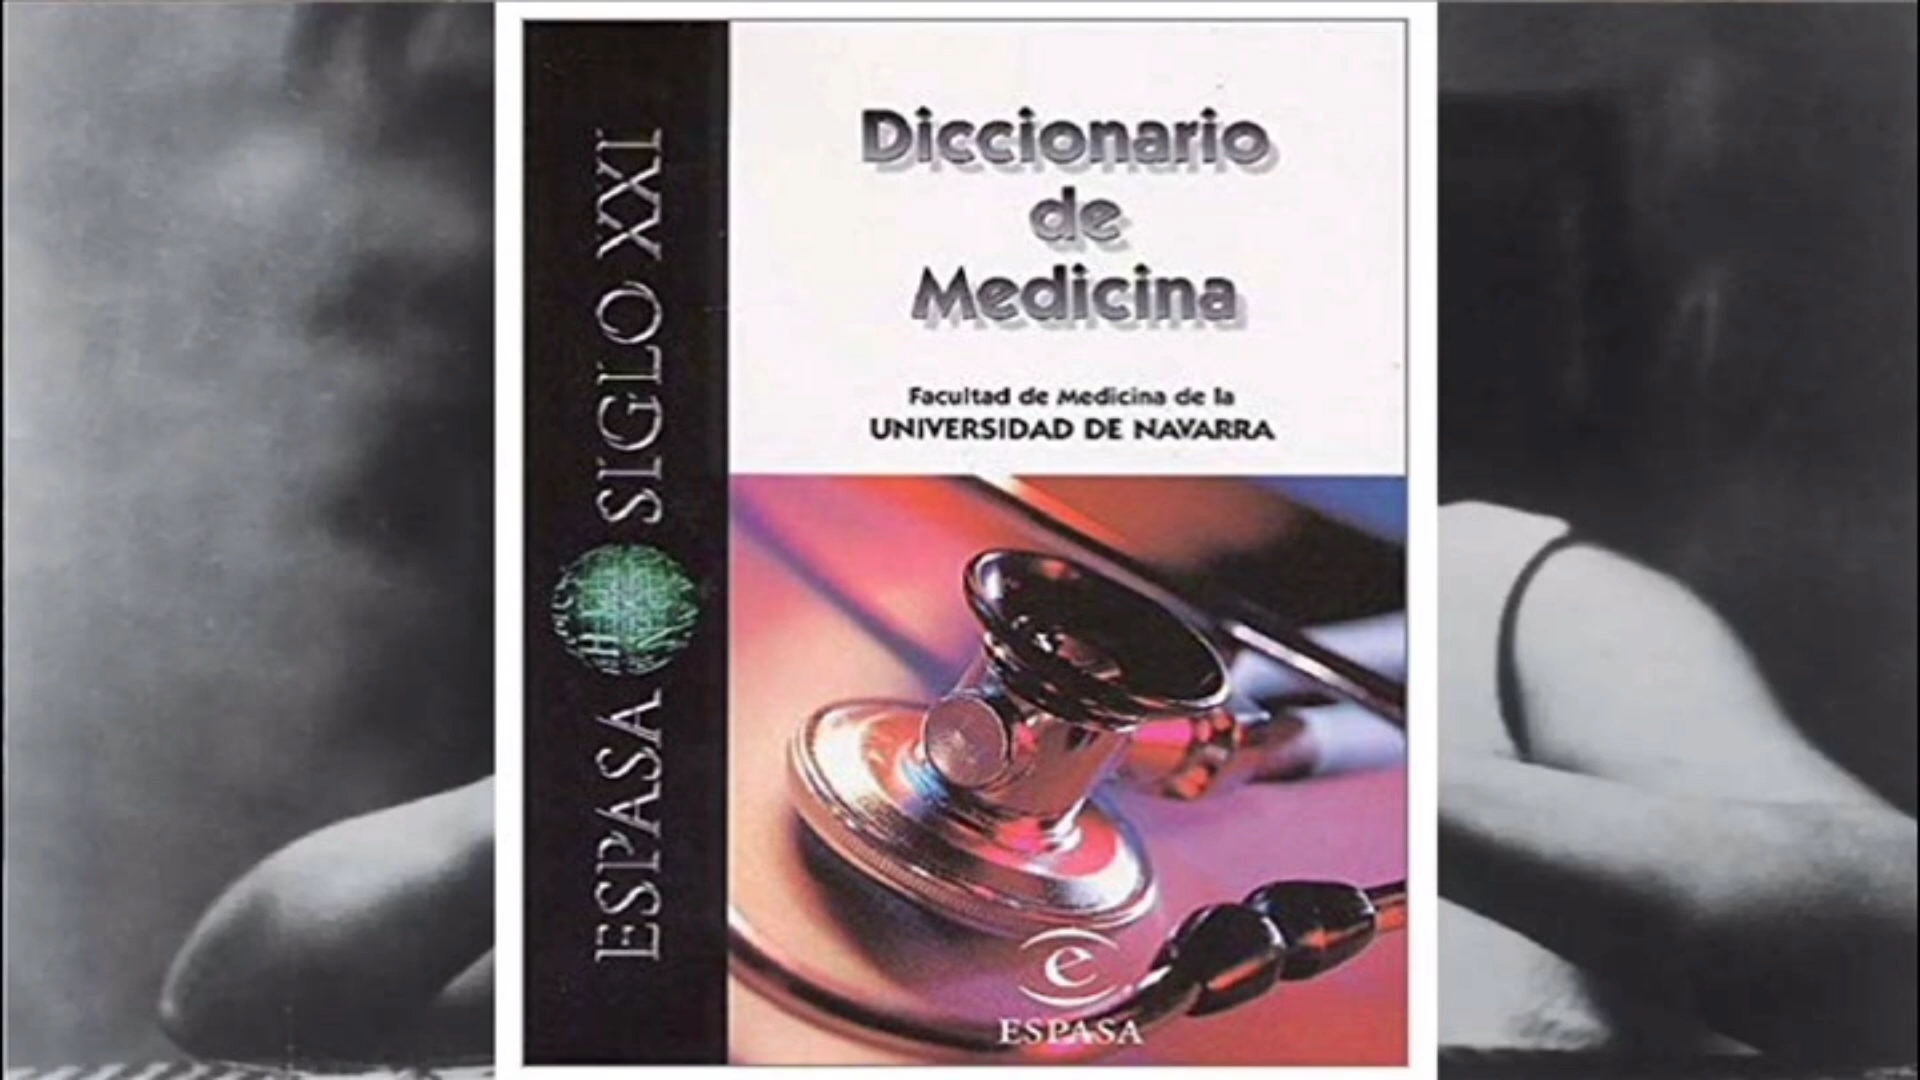 ESPASA SIGLO XXI
Diccionario
de
Medicina
Facultad de Medicina de la
UNIVERSIDAD DE NAVARRA
e
ESPASA